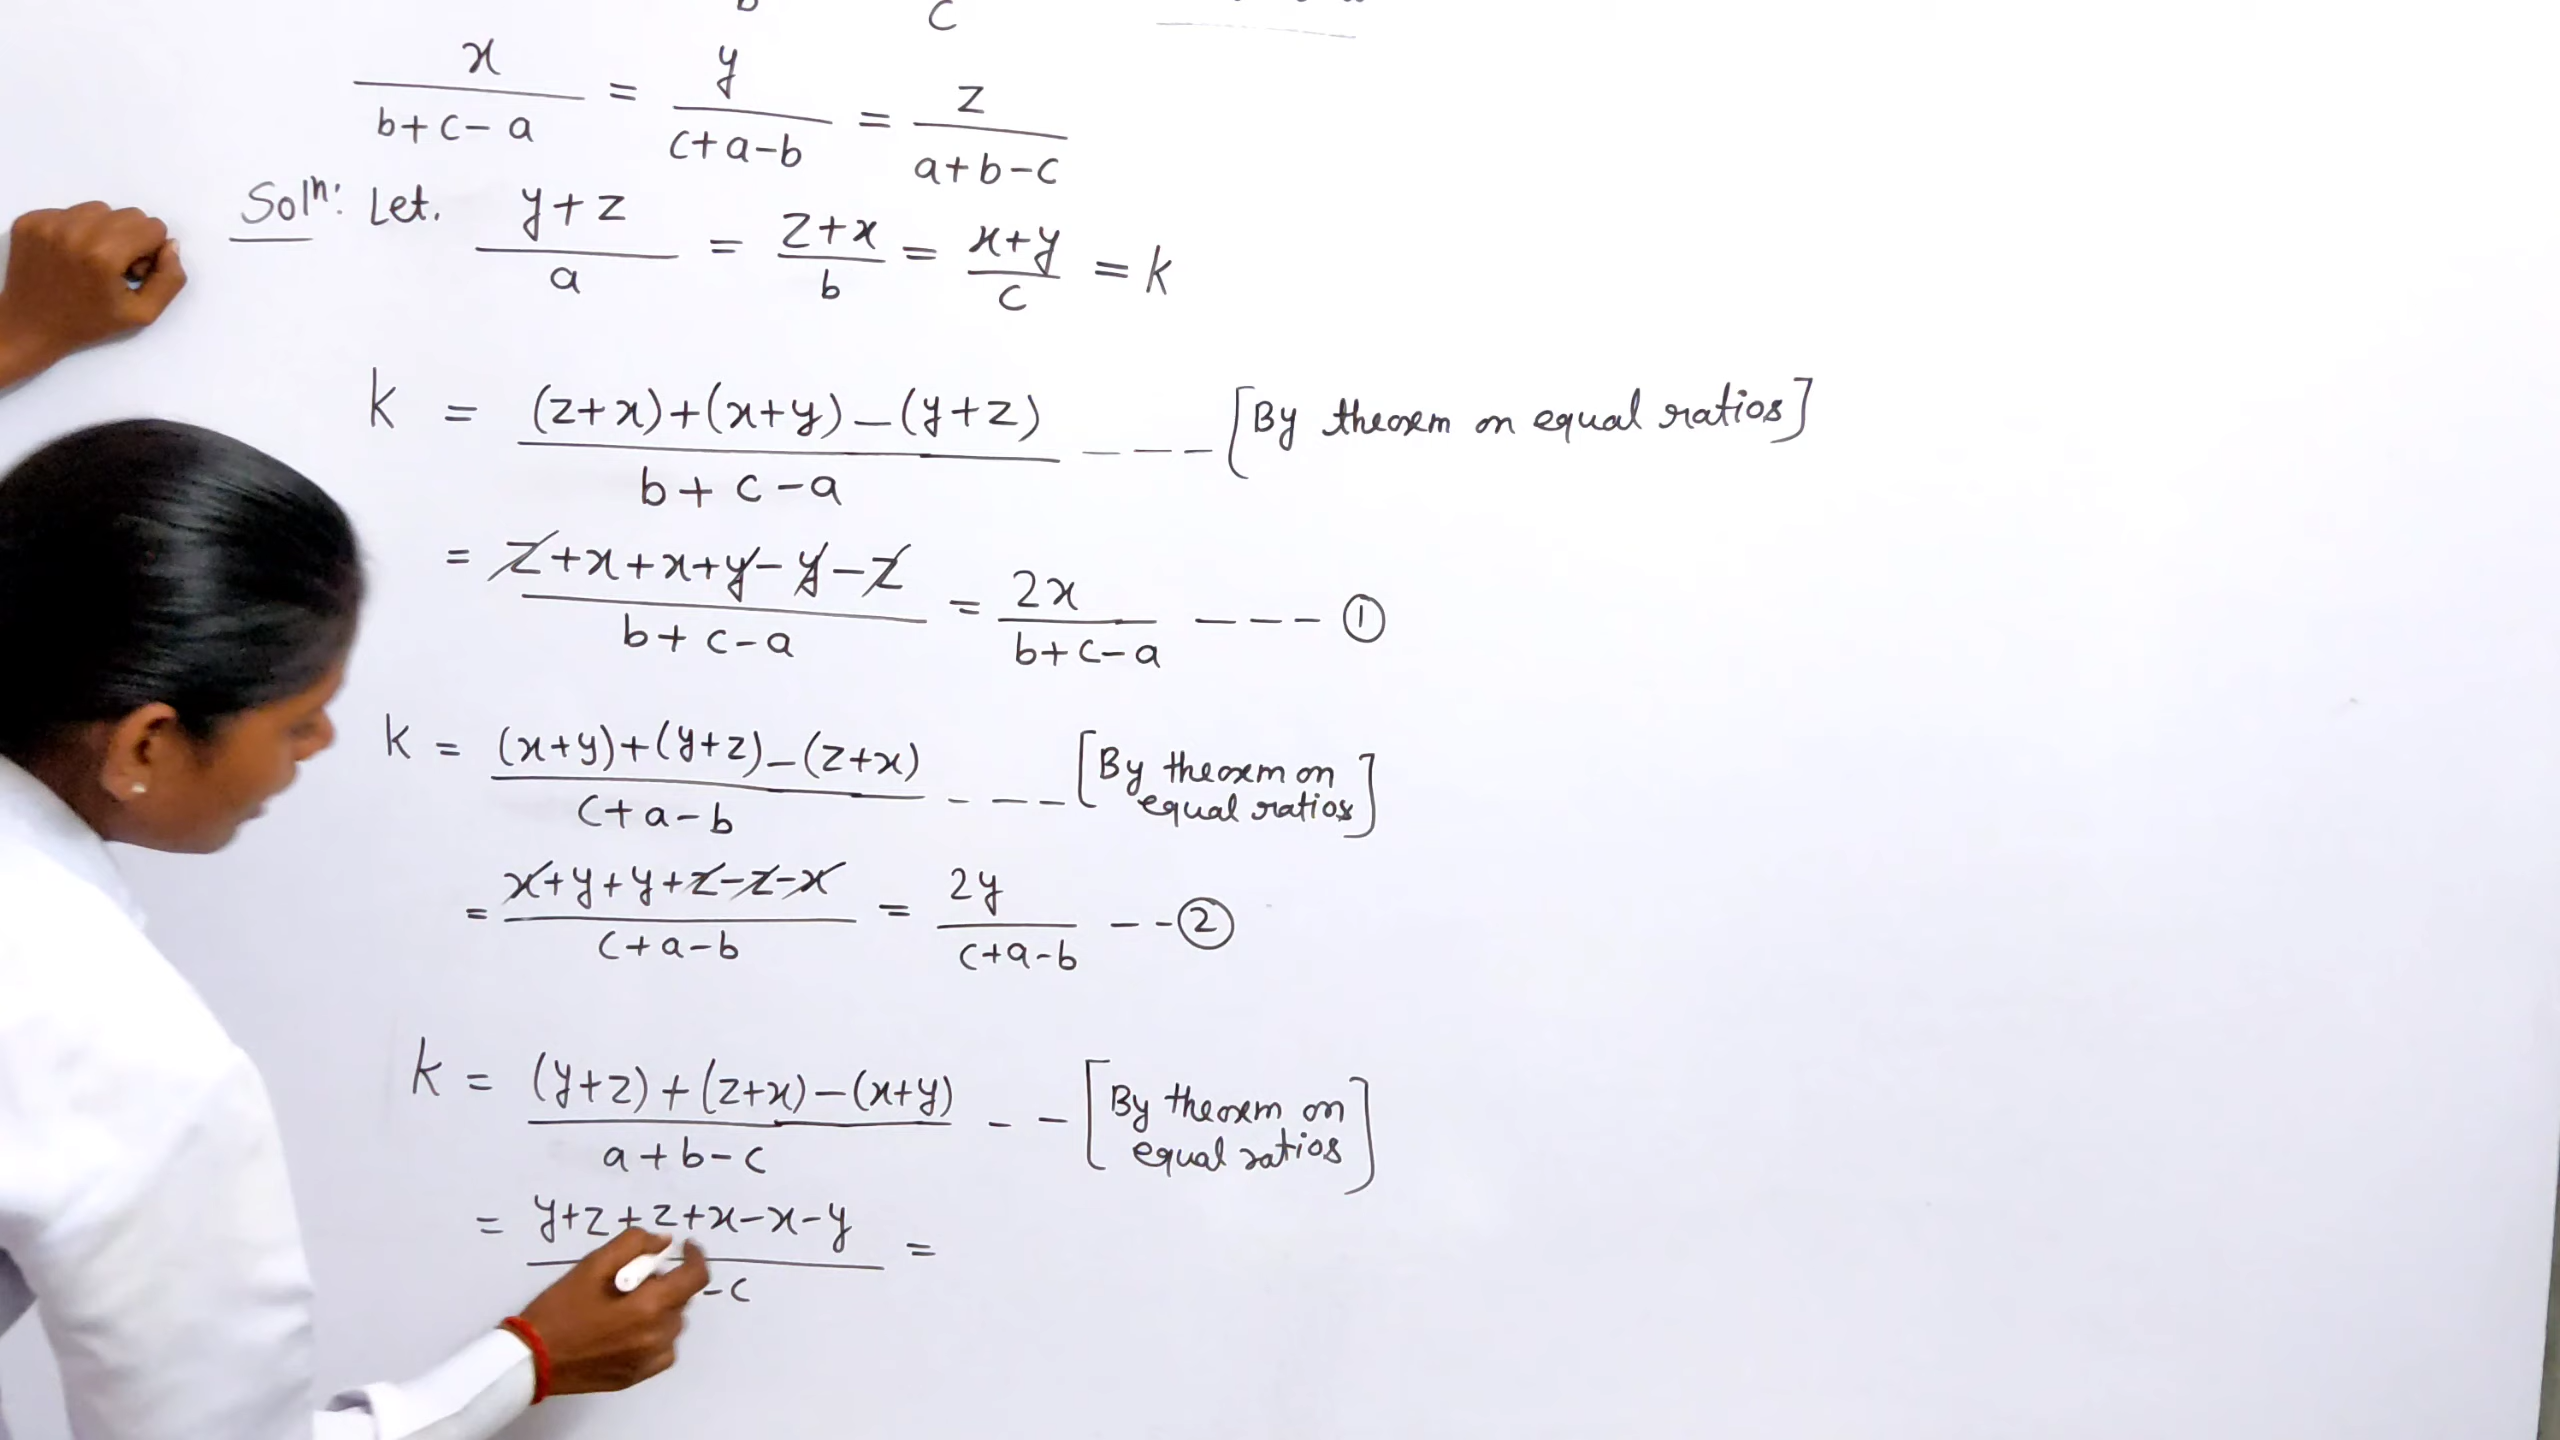 c
x/(b+c-a) = y/(c+a-b) = z/(a+b-c)
Solⁿ: Let. (y+z)/a = (z+x)/b = (x+y)/c = k
k = ((z+x)+(x+y)-(y+z))/(b+c-a) --- [By theorem on equal ratios]
= (z+x+x+y-y-z)/(b+c-a) = 2x/(b+c-a) ---- ①
k = ((x+y)+(y+z)-(z+x))/(c+a-b) --- [By theorem on
equal ratios]
= (x+y+y+z-z-x)/(c+a-b) = 2y/(c+a-b) --②
k = ((y+z)+(z+x)-(x+y))/(a+b-c) -- [By theorem on
equal ratios]
= (y+z+z+x-x-y)/(-c) =